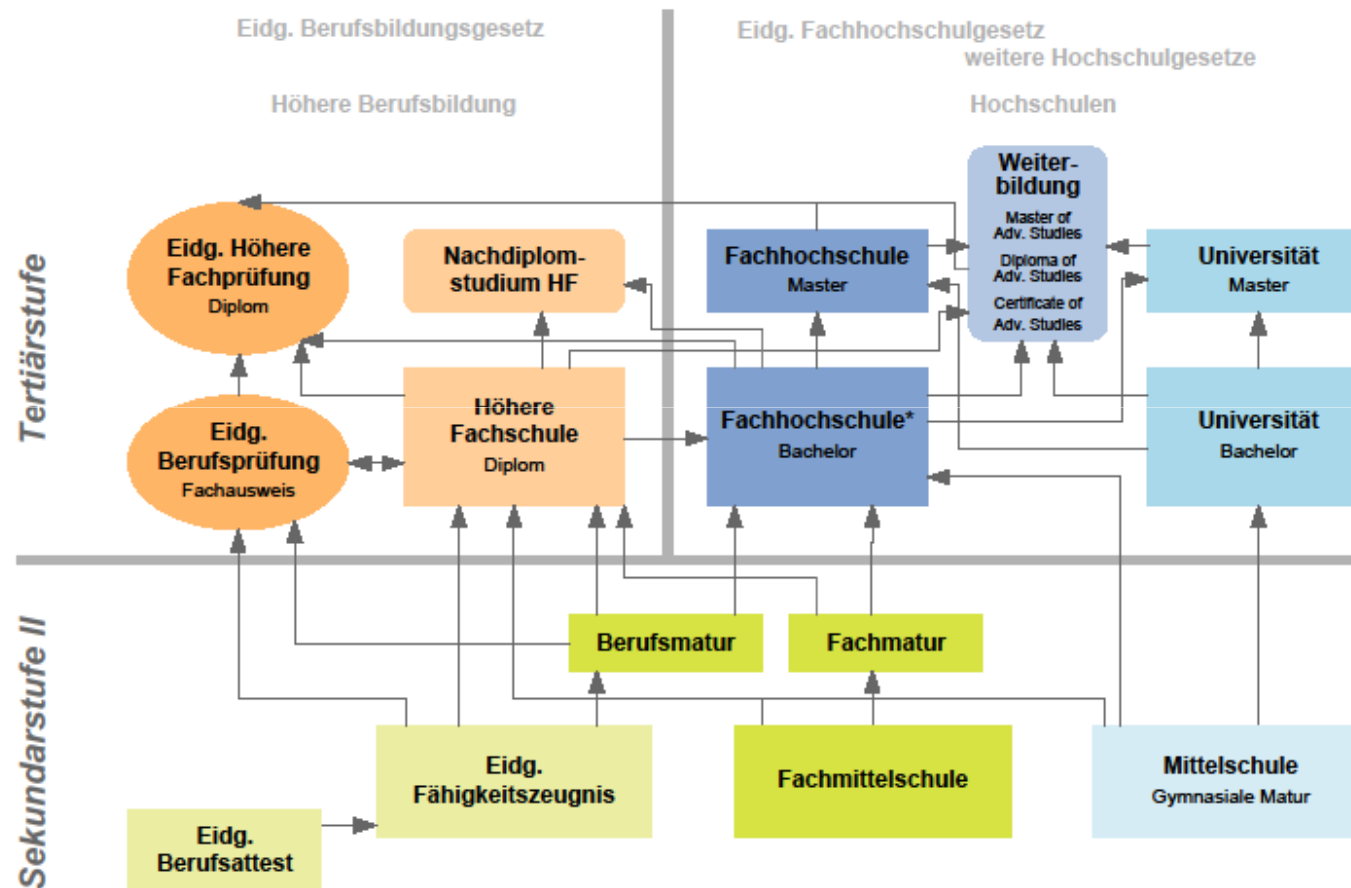 Eidg. Berufsbildungsgesetz
Eidg. Fachhochschulgesetz
weitere Hochschulgesetze
Höhere Berufsbildung
Hochschulen
Tertiärstufe
Eidg. Höhere
Fachprüfung
Diplom
Nachdiplom-
studium HF
Fachhochschule
Master
Weiter-
bildung
Master of
Adv. Studies
Diploma of
Adv. Studies
Certificate of
Adv. Studies
Universität
Master
Eidg.
Berufsprüfung
Fachausweis
Höhere
Fachschule
Diplom
Fachhochschule*
Bachelor
Universität
Bachelor
Sekundarstufe II
Berufsmatur
Fachmatur
Eidg.
Fähigkeitszeugnis
Fachmittelschule
Mittelschule
Gymnasiale Matur
Eidg.
Berufsattest